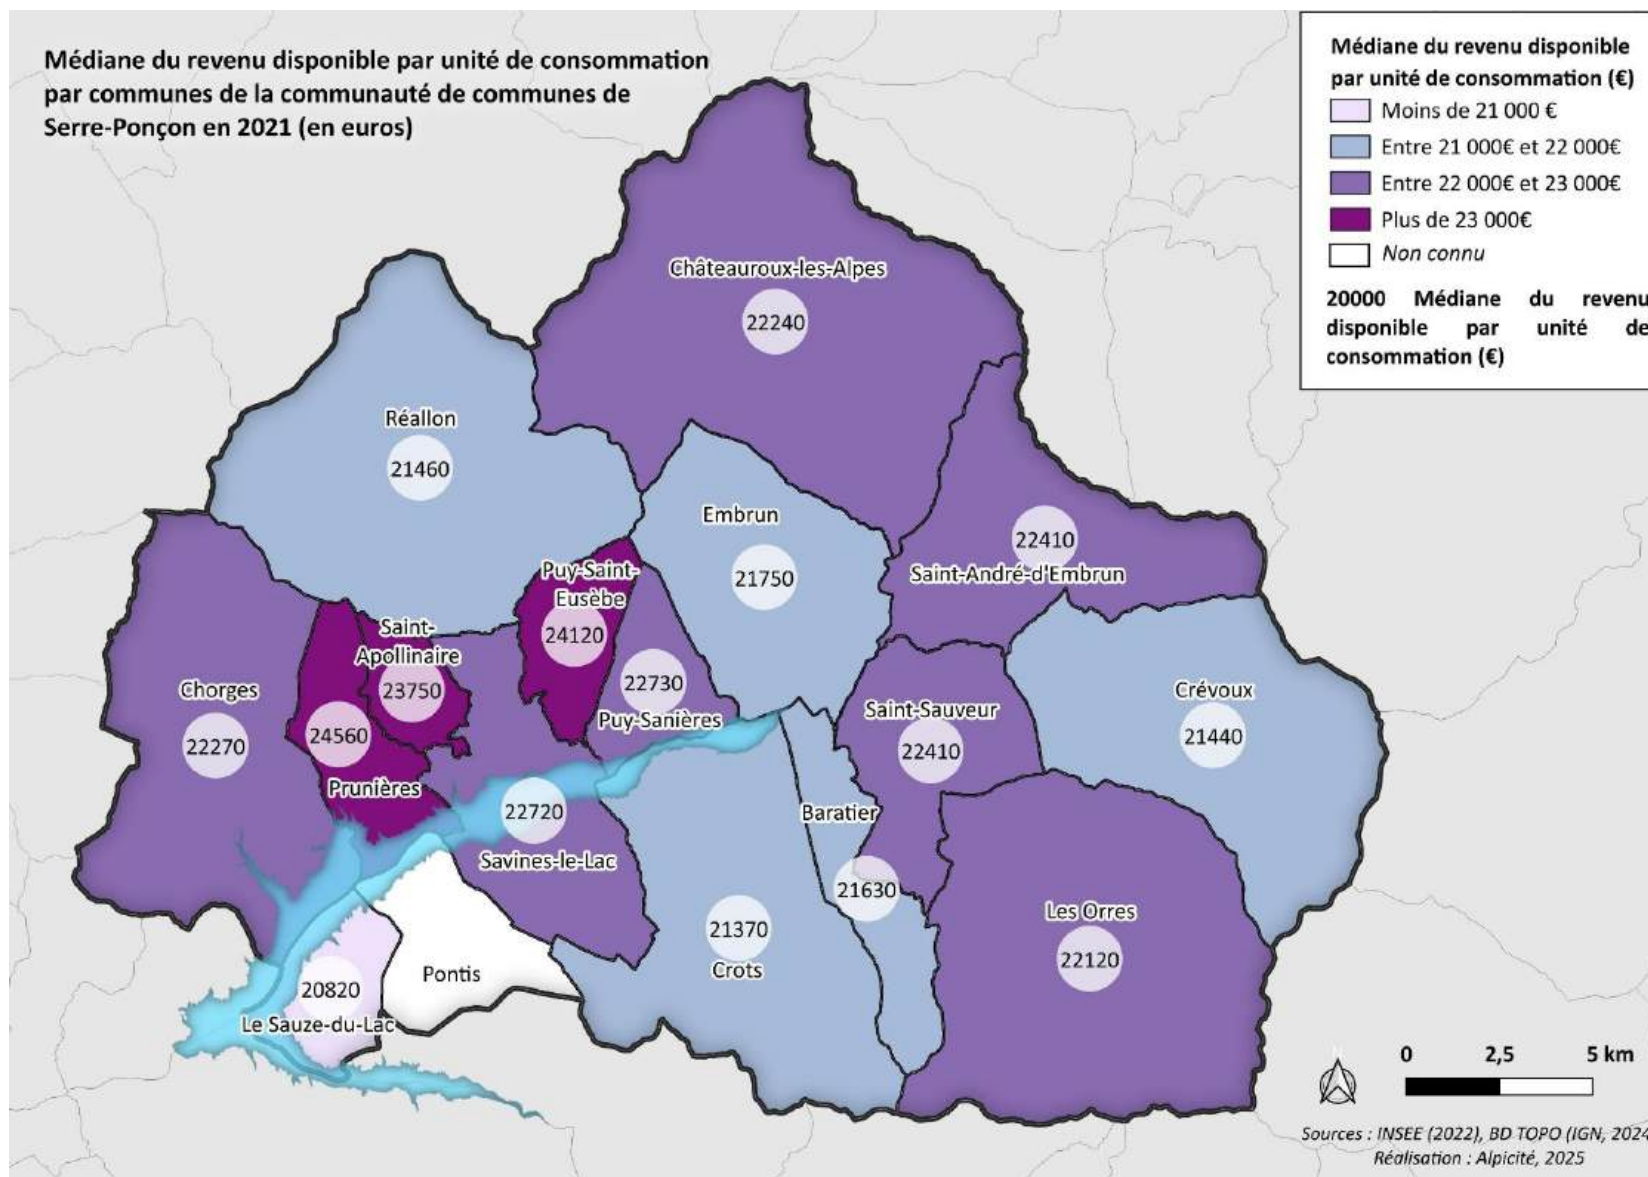 Médiane du revenu disponible par unité de consommation
par communes de la communauté de communes de
Serre-Ponçon en 2021 (en euros)
Médiane du revenu disponible
par unité de consommation (€)
Moins de 21 000 €
Entre 21 000€ et 22 000€
Entre 22 000€ et 23 000€
Plus de 23 000€
Non connu
20000 Médiane du revenu
disponible par unité de
consommation (€)
Châteauroux-les-Alpes
22240
Réallon
21460
Embrun
21750
22410
Saint-André-d'Embrun
Puy-Saint-
Eusèbe
24120
Saint-
Apollinaire
23750
22730
Puy-Sanières
Chorges
22270
24560
Prunières
Saint-Sauveur
22410
Crévoux
21440
22720
Savines-le-Lac
Baratier
21630
21370
Crots
Les Orres
22120
Pontis
20820
Le Sauze-du-Lac
N
0 2,5 5 km
Sources : INSEE (2022), BD TOPO (IGN, 2024
Réalisation : Alpicité, 2025